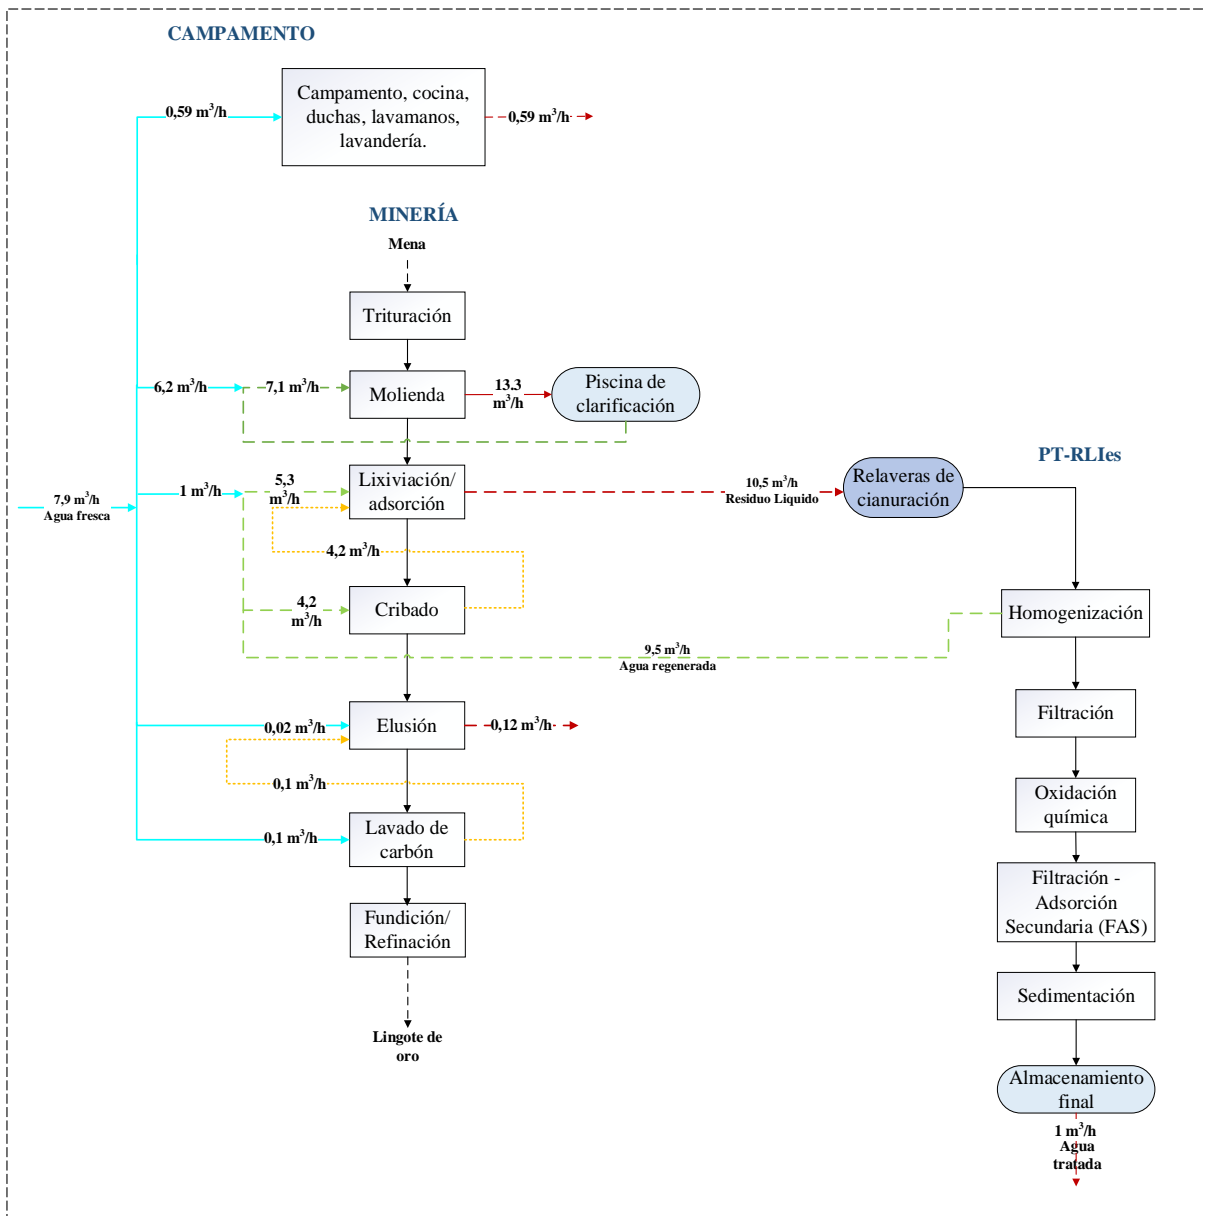 CAMPAMENTO
Campamento, cocina,
duchas, lavamanos,
lavandería.
0,59 m³/h
0,59 m³/h
MINERÍA
Mena
Trituración
6,2 m³/h
7,1 m³/h
Molienda
13.3
m³/h
Piscina de
clarificación
7,9 m³/h
Agua fresca
1 m³/h
5,3
m³/h
Lixiviación/
adsorción
10,5 m³/h
Residuo Liquido
Relaveras de
cianuración
PT-RLIes
4,2 m³/h
4,2
m³/h
Cribado
Homogenización
9,5 m³/h
Agua regenerada
0,02 m³/h
Elusión
0,12 m³/h
Filtración
0,1 m³/h
Oxidación
química
0,1 m³/h
Lavado de
carbón
Filtración -
Adsorción
Secundaria (FAS)
Fundición/
Refinación
Sedimentación
Lingote de
oro
Almacenamiento
final
1 m³/h
Agua
tratada